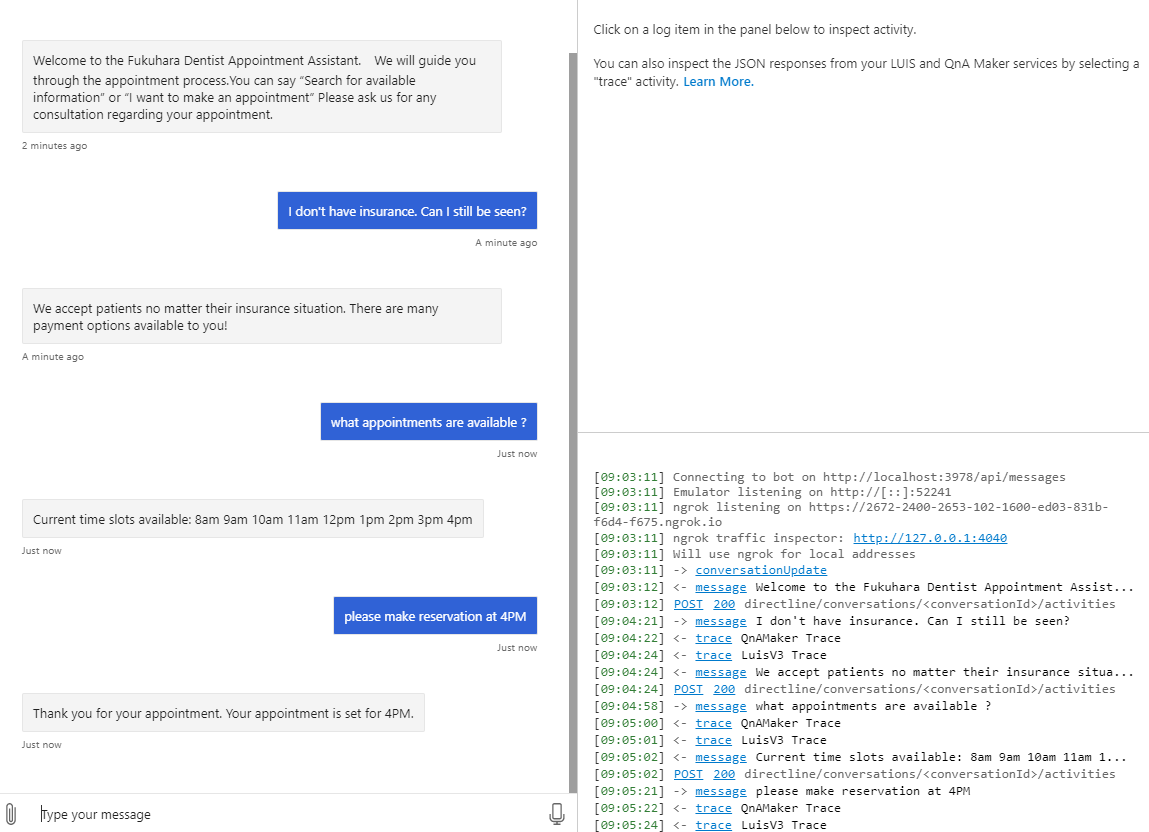 Welcome to the Fukuhara Dentist Appointment Assistant.　We will guide you
through the appointment process.You can say “Search for available
information” or “I want to make an appointment” Please ask us for any
consultation regarding your appointment.
2 minutes ago
I don't have insurance. Can I still be seen?
A minute ago
We accept patients no matter their insurance situation. There are many
payment options available to you!
A minute ago
what appointments are available ?
Just now
Current time slots available: 8am 9am 10am 11am 12pm 1pm 2pm 3pm 4pm
Just now
please make reservation at 4PM
Just now
Thank you for your appointment. Your appointment is set for 4PM.
Just now
Type your message
Click on a log item in the panel below to inspect activity.
You can also inspect the JSON responses from your LUIS and QnA Maker services by selecting a
"trace" activity. Learn More.
[09:03:11] Connecting to bot on http://localhost:3978/api/messages
[09:03:11] Emulator listening on http://[::]:52241
[09:03:11] ngrok listening on https://2672-2400-2653-102-1600-ed03-831b-
f6d4-f675.ngrok.io
[09:03:11] ngrok traffic inspector: http://127.0.0.1:4040
[09:03:11] Will use ngrok for local addresses
[09:03:11] -> conversationUpdate
[09:03:12] <- message Welcome to the Fukuhara Dentist Appointment Assist...
[09:03:12] POST 200 directline/conversations/<conversationId>/activities
[09:04:21] -> message I don't have insurance. Can I still be seen?
[09:04:22] <- trace QnAMaker Trace
[09:04:24] <- trace LuisV3 Trace
[09:04:24] <- message We accept patients no matter their insurance situa...
[09:04:24] POST 200 directline/conversations/<conversationId>/activities
[09:04:58] -> message what appointments are available ?
[09:05:00] <- trace QnAMaker Trace
[09:05:01] <- trace LuisV3 Trace
[09:05:02] <- message Current time slots available: 8am 9am 10am 11am 1...
[09:05:02] POST 200 directline/conversations/<conversationId>/activities
[09:05:21] -> message please make reservation at 4PM
[09:05:22] <- trace QnAMaker Trace
[09:05:24] <- trace LuisV3 Trace